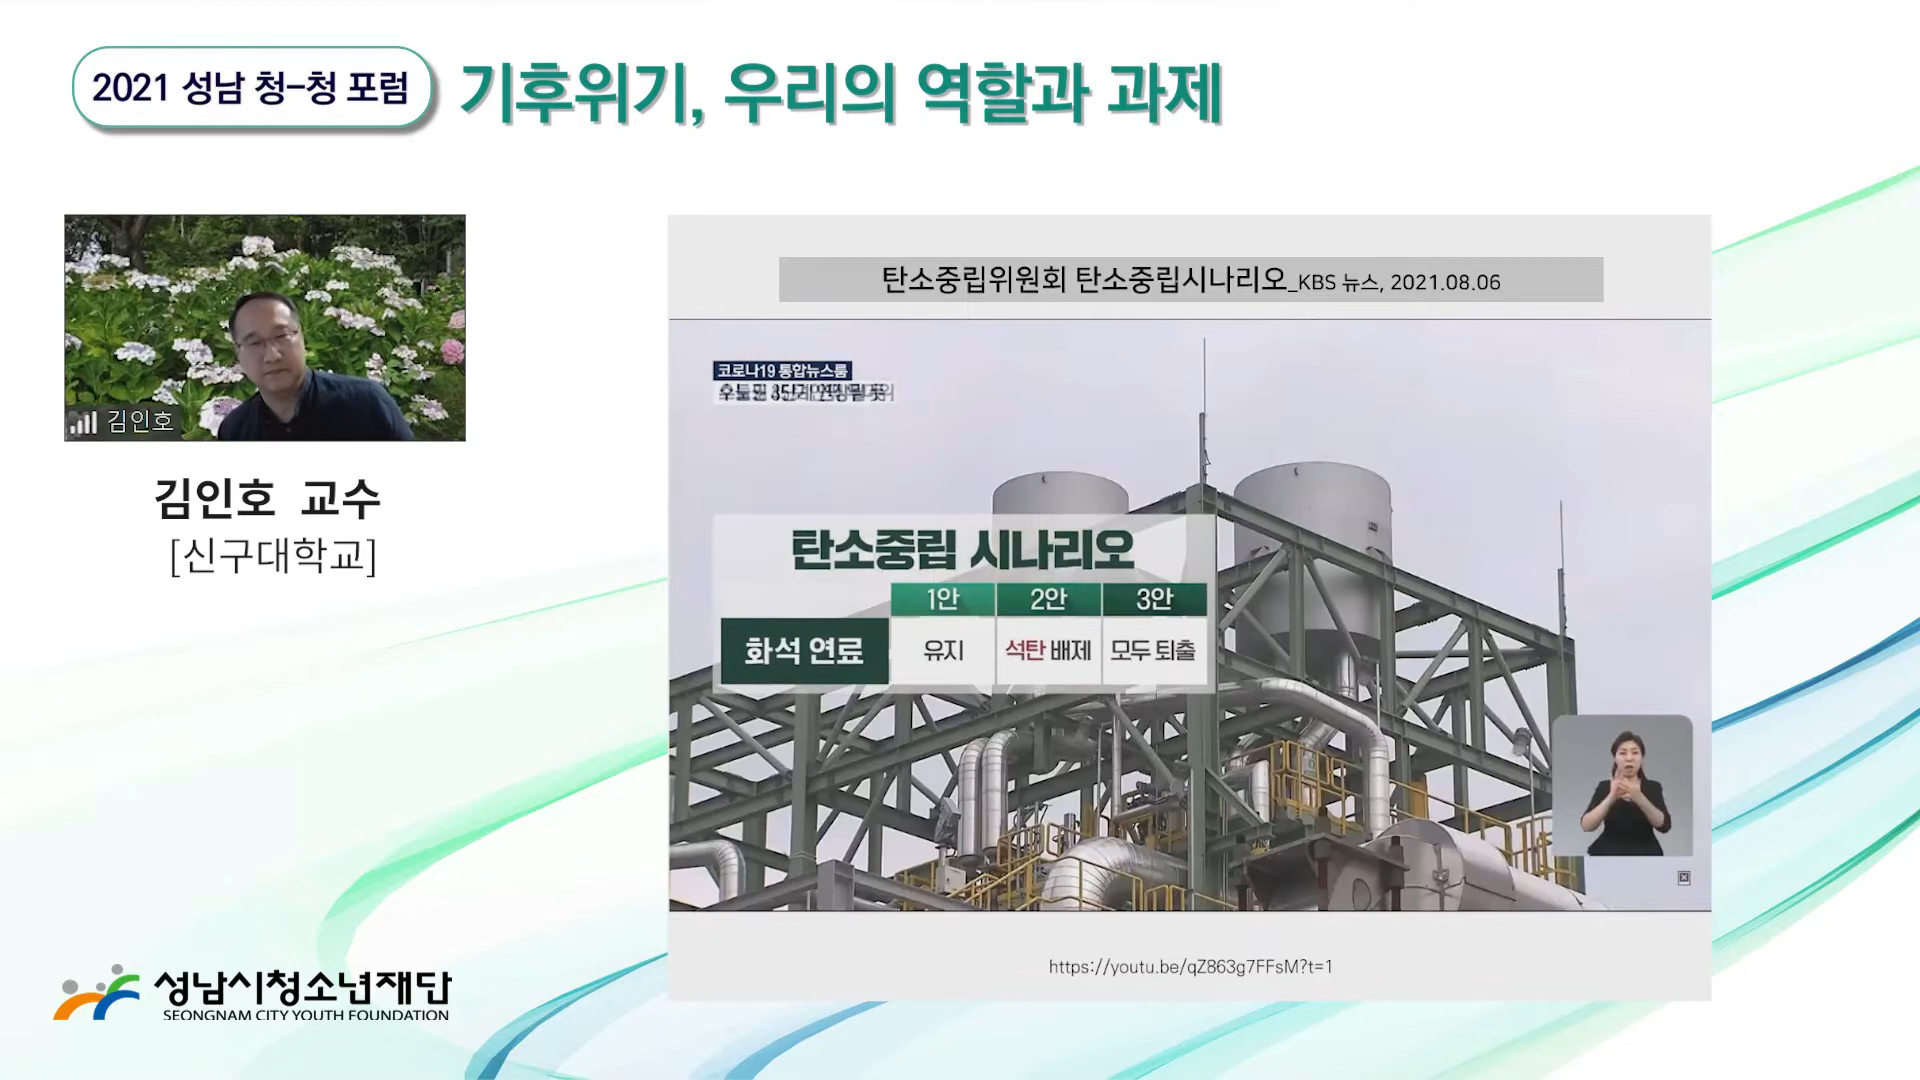 2021 성남 청-청 포럼
기후위기, 우리의 역할과 과제
김인호
김인호 교수
[신구대학교]
탄소중립위원회 탄소중립시나리오_KBS 뉴스, 2021.08.06
코로나19 통합뉴스룸
탄소중립 시나리오
1안 2안 3안
화석 연료 유지 석탄 배제 모두 퇴출
https://youtu.be/qZ863g7FFsM?t=1
성남시청소년재단
SEONGNAM CITY YOUTH FOUNDATION